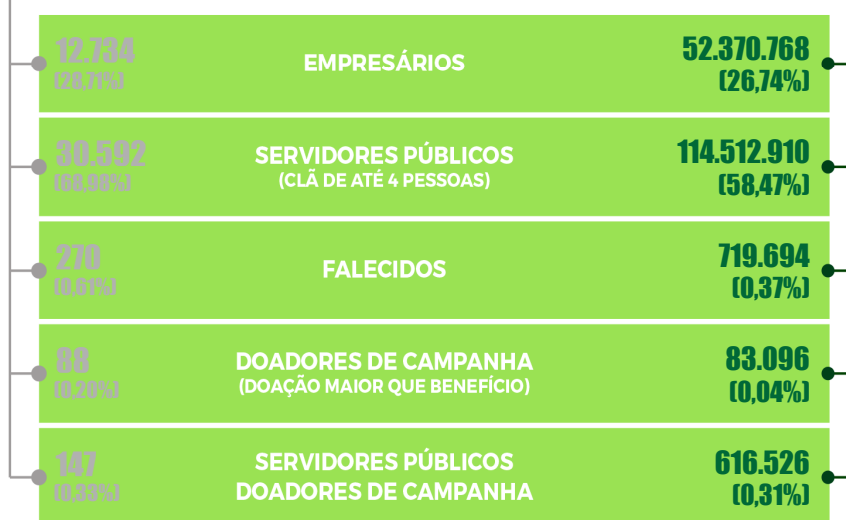 12.734
(28,71%)
EMPRESÁRIOS
52.370.768
(26,74%)
30.592
(68,98%)
SERVIDORES PÚBLICOS
(CLÃ DE ATÉ 4 PESSOAS)
114.512.910
(58,47%)
270
(0,61%)
FALECIDOS
719.694
(0,37%)
88
(0,20%)
DOADORES DE CAMPANHA
(DOAÇÃO MAIOR QUE BENEFÍCIO)
83.096
(0,04%)
147
(0,33%)
SERVIDORES PÚBLICOS
DOADORES DE CAMPANHA
616.526
(0,31%)